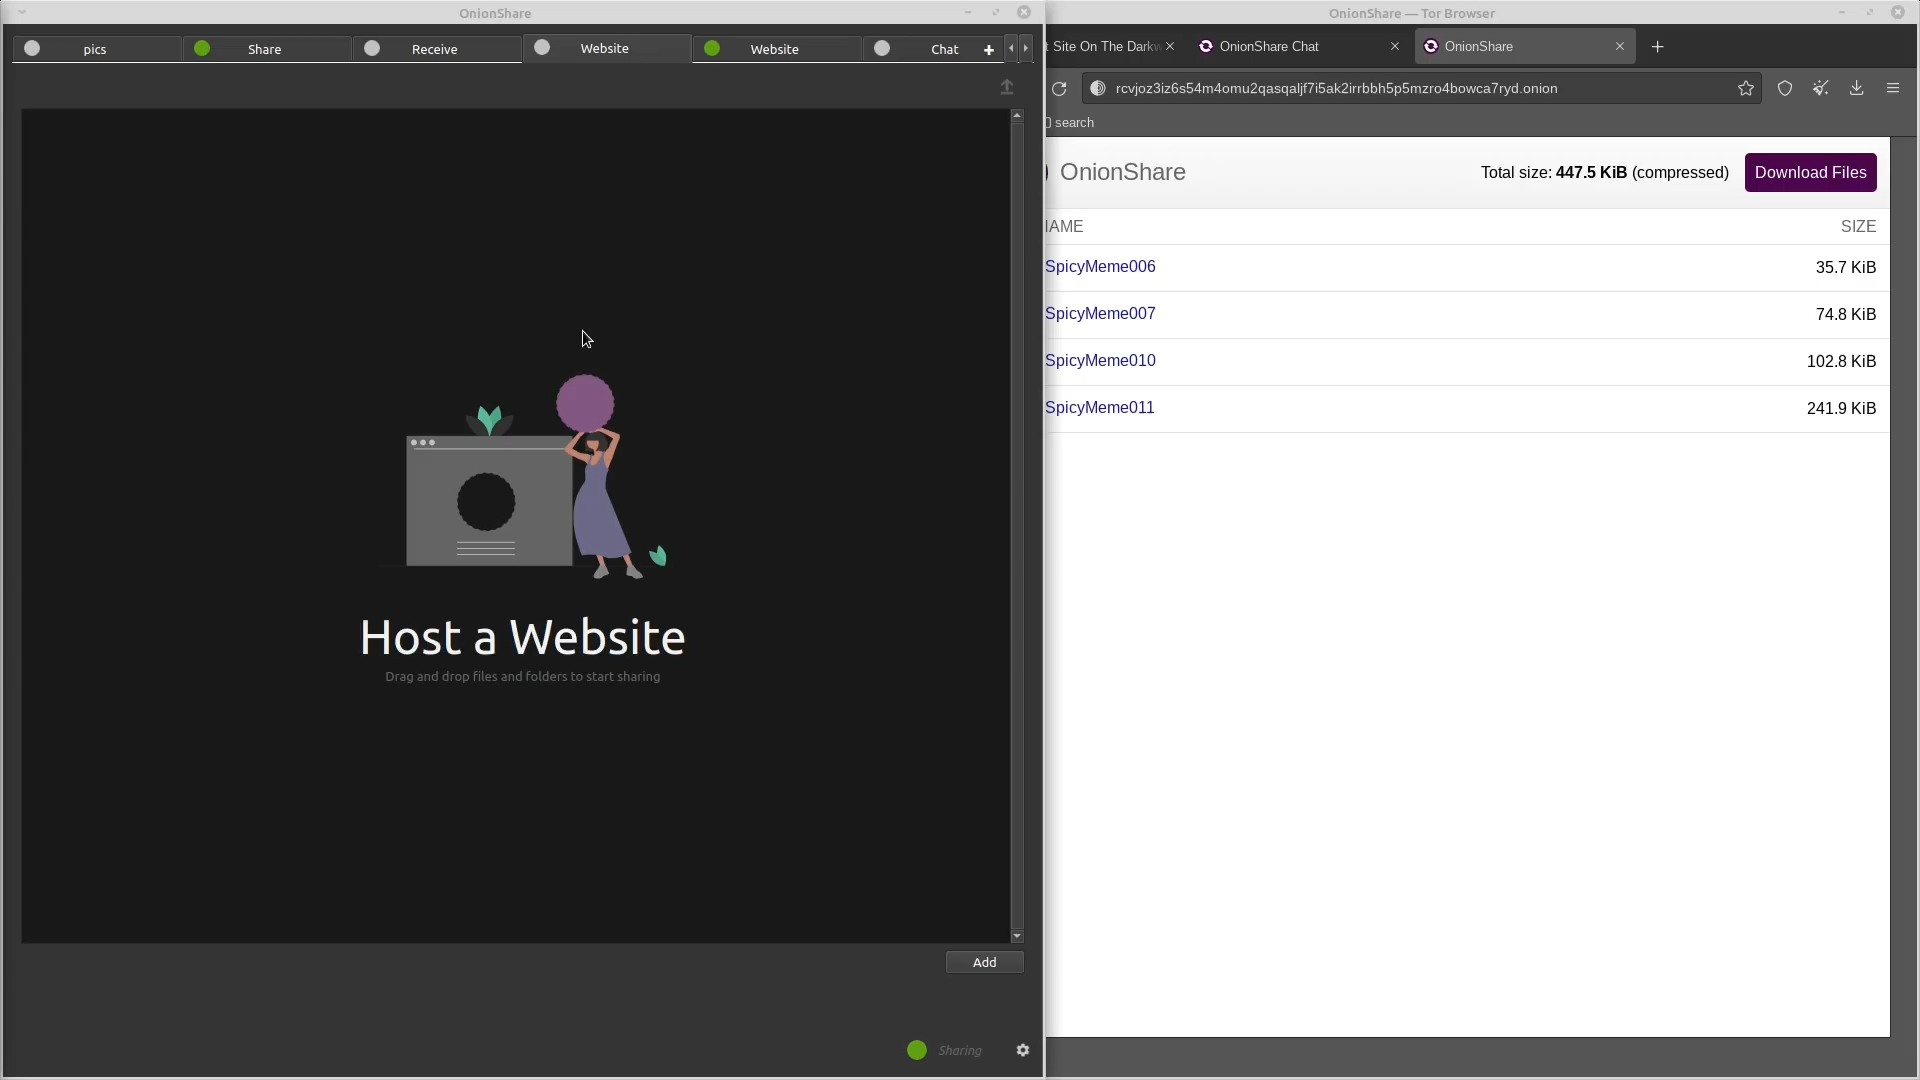 OnionShare
pics
Share
Receive
Website
Website
Chat
Host a Website
Drag and drop files and folders to start sharing
Add
Sharing
OnionShare — Tor Browser
t Site On The Darkw
OnionShare Chat
OnionShare
rcvjoz3iz6s54m4omu2qasqaljf7i5ak2irrbbh5p5mzro4bowca7ryd.onion
search
OnionShare
Total size: 447.5 KiB (compressed)
Download Files
AME SIZE
SpicyMeme006 35.7 KiB
SpicyMeme007 74.8 KiB
SpicyMeme010 102.8 KiB
SpicyMeme011 241.9 KiB